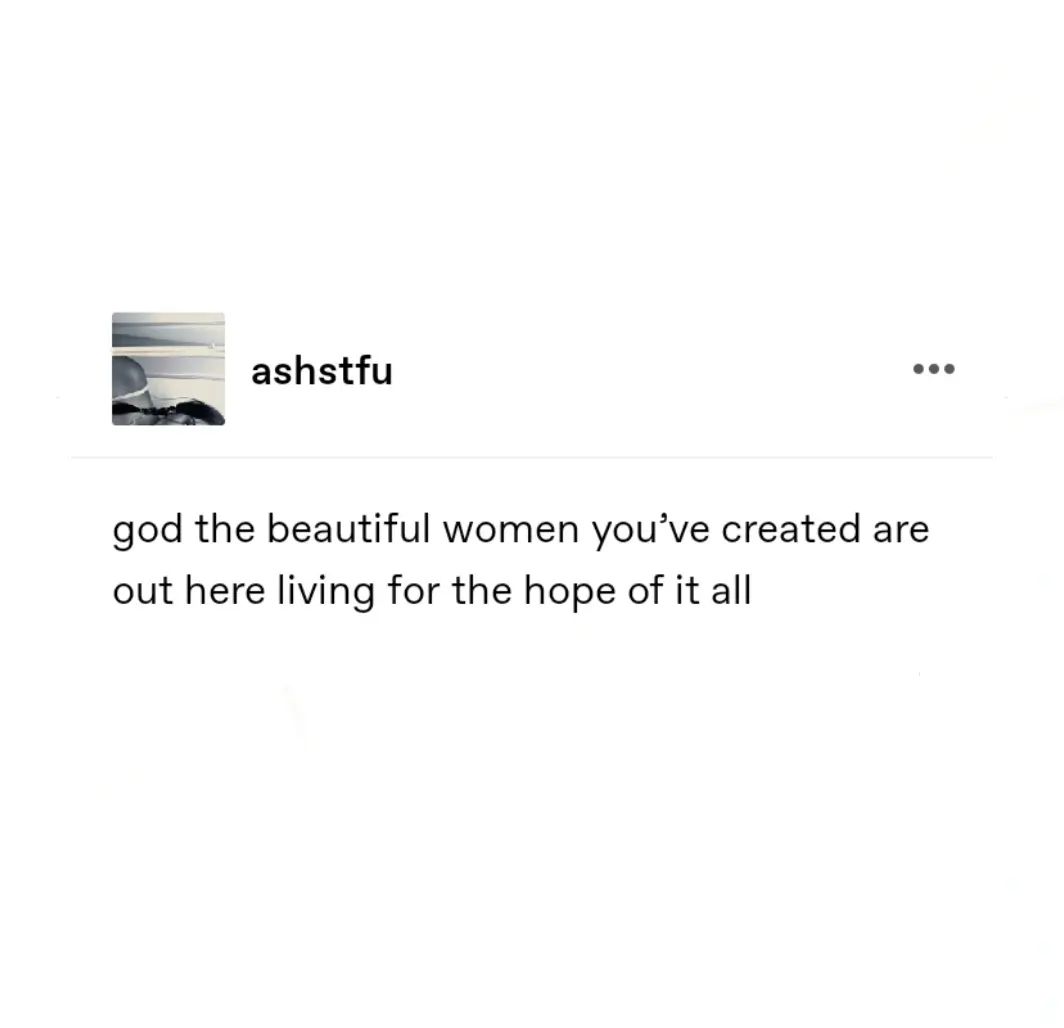 ashstfu
god the beautiful women you’ve created are
out here living for the hope of it all